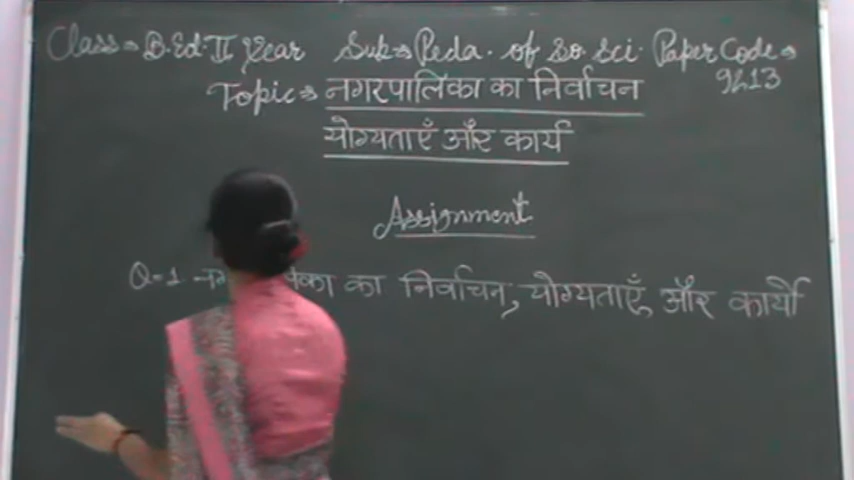 Class⇒ B.Ed. II Year Sub⇒ Peda. of So. Sci. Paper Code⇒
9213
Topic⇒ नगरपालिका का निर्वाचन
योग्यताएँ और कार्य
Assignment
Q=1 का निर्वाचन, योग्यताएँ और कार्यो